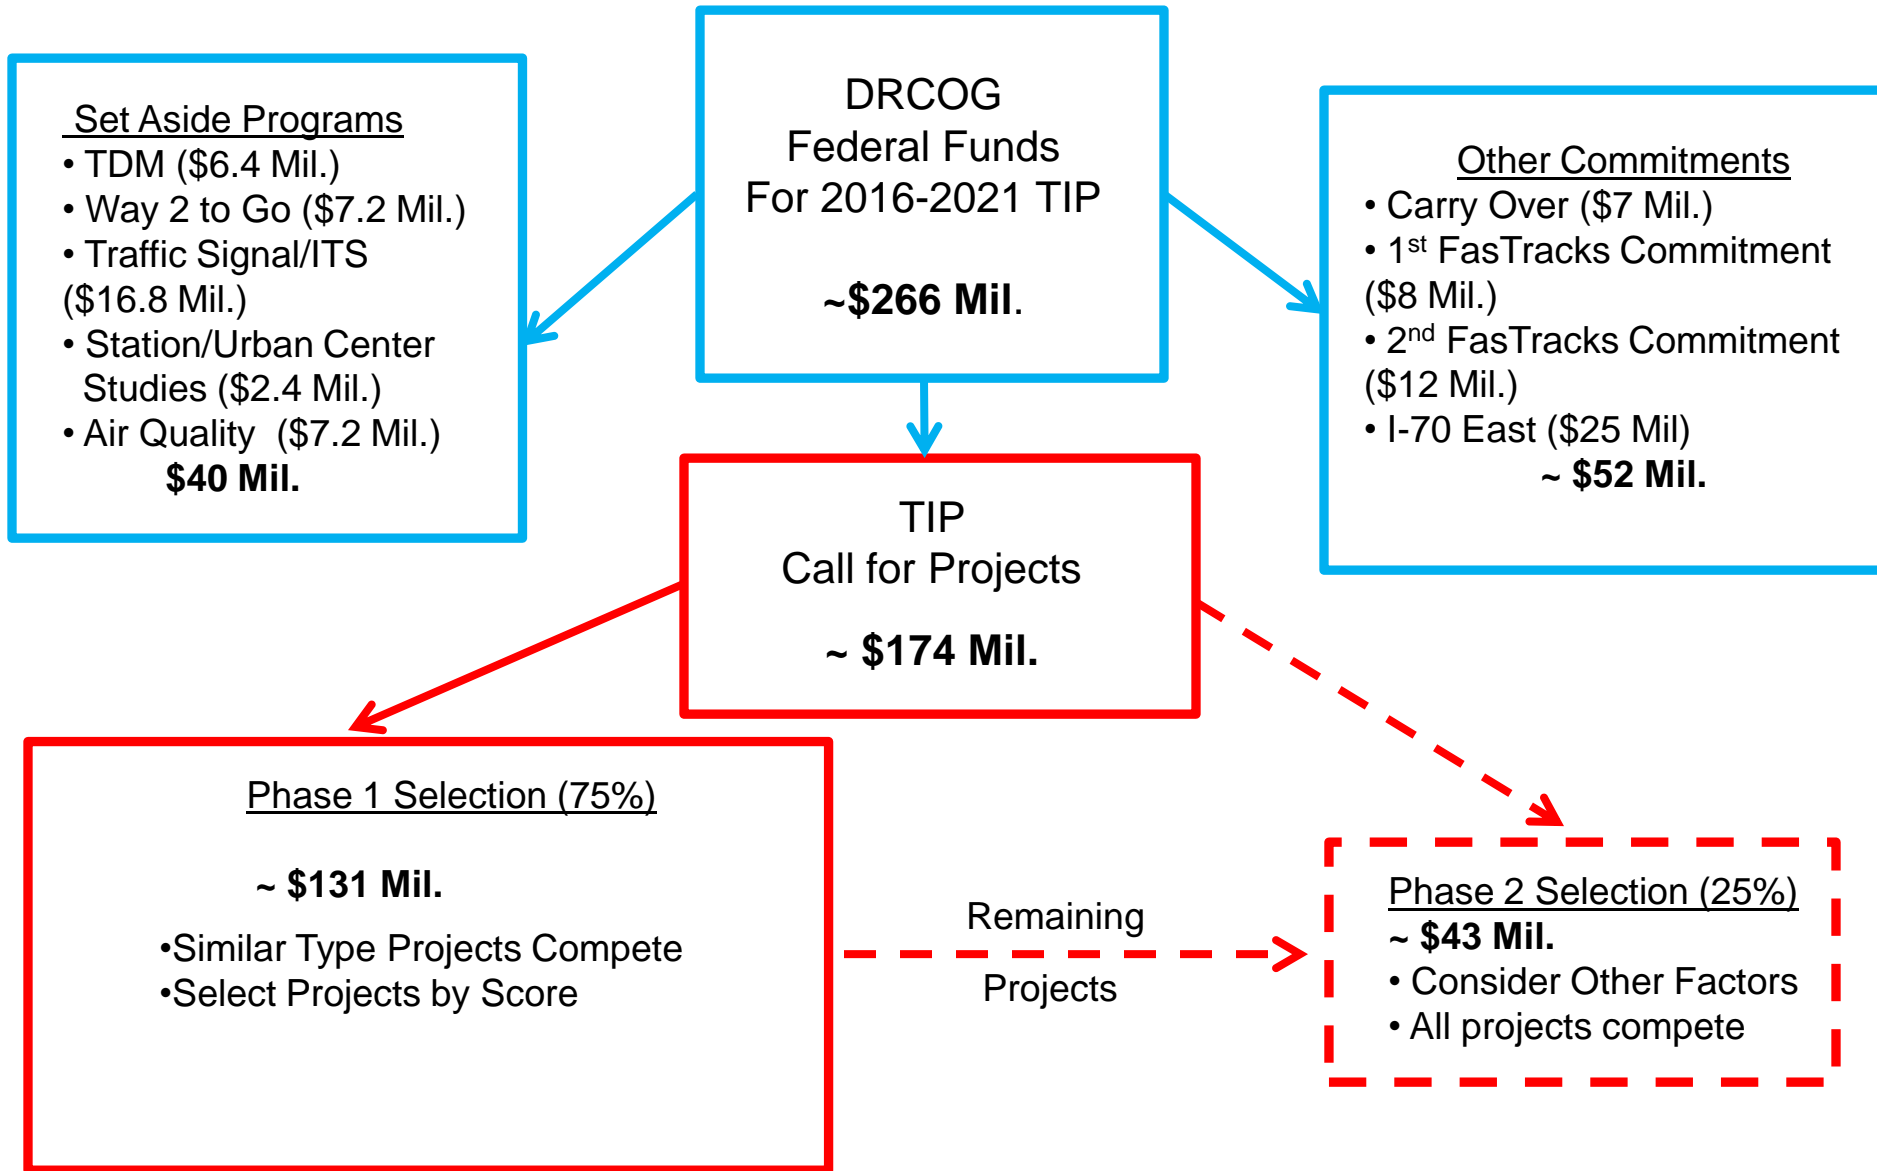 DRCOG
Federal Funds
For 2016-2021 TIP
~$266 Mil.
Set Aside Programs
• TDM ($6.4 Mil.)
• Way 2 to Go ($7.2 Mil.)
• Traffic Signal/ITS
($16.8 Mil.)
• Station/Urban Center
Studies ($2.4 Mil.)
• Air Quality ($7.2 Mil.)
$40 Mil.
Other Commitments
• Carry Over ($7 Mil.)
• 1st FasTracks Commitment
($8 Mil.)
• 2nd FasTracks Commitment
($12 Mil.)
• I-70 East ($25 Mil)
~ $52 Mil.
TIP
Call for Projects
~ $174 Mil.
Phase 1 Selection (75%)
~ $131 Mil.
•Similar Type Projects Compete
•Select Projects by Score
Remaining
Projects
Phase 2 Selection (25%)
~ $43 Mil.
• Consider Other Factors
• All projects compete